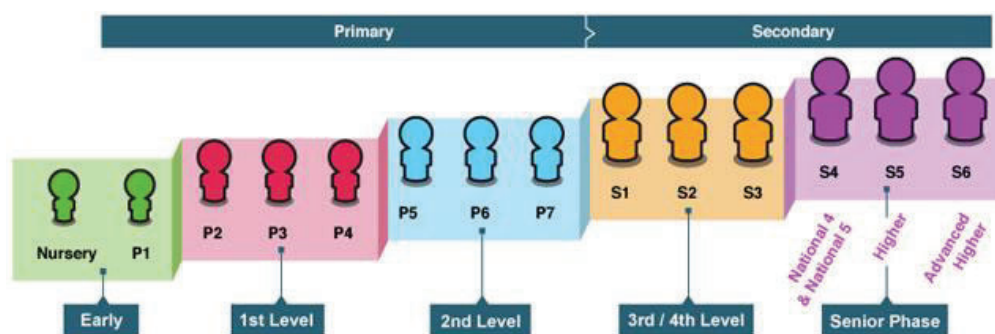 Primary
Secondary
Nursery
P1
P2
P3
P4
P5
P6
P7
S1
S2
S3
S4
S5
S6
National 4
& National 5
Higher
Advanced
Higher
Early
1st Level
2nd Level
3rd / 4th Level
Senior Phase